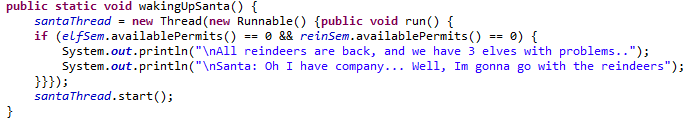 public static void wakingUpSanta() {
santaThread = new Thread(new Runnable() {public void run() {
if (elfSem.availablePermits() == 0 && reinSem.availablePermits() == 0) {
System.out.println("\nAll reindeers are back, and we have 3 elves with problems..");
System.out.println("\nSanta: Oh I have company... Well, Im gonna go with the reindeers");
}}});
santaThread.start();
}